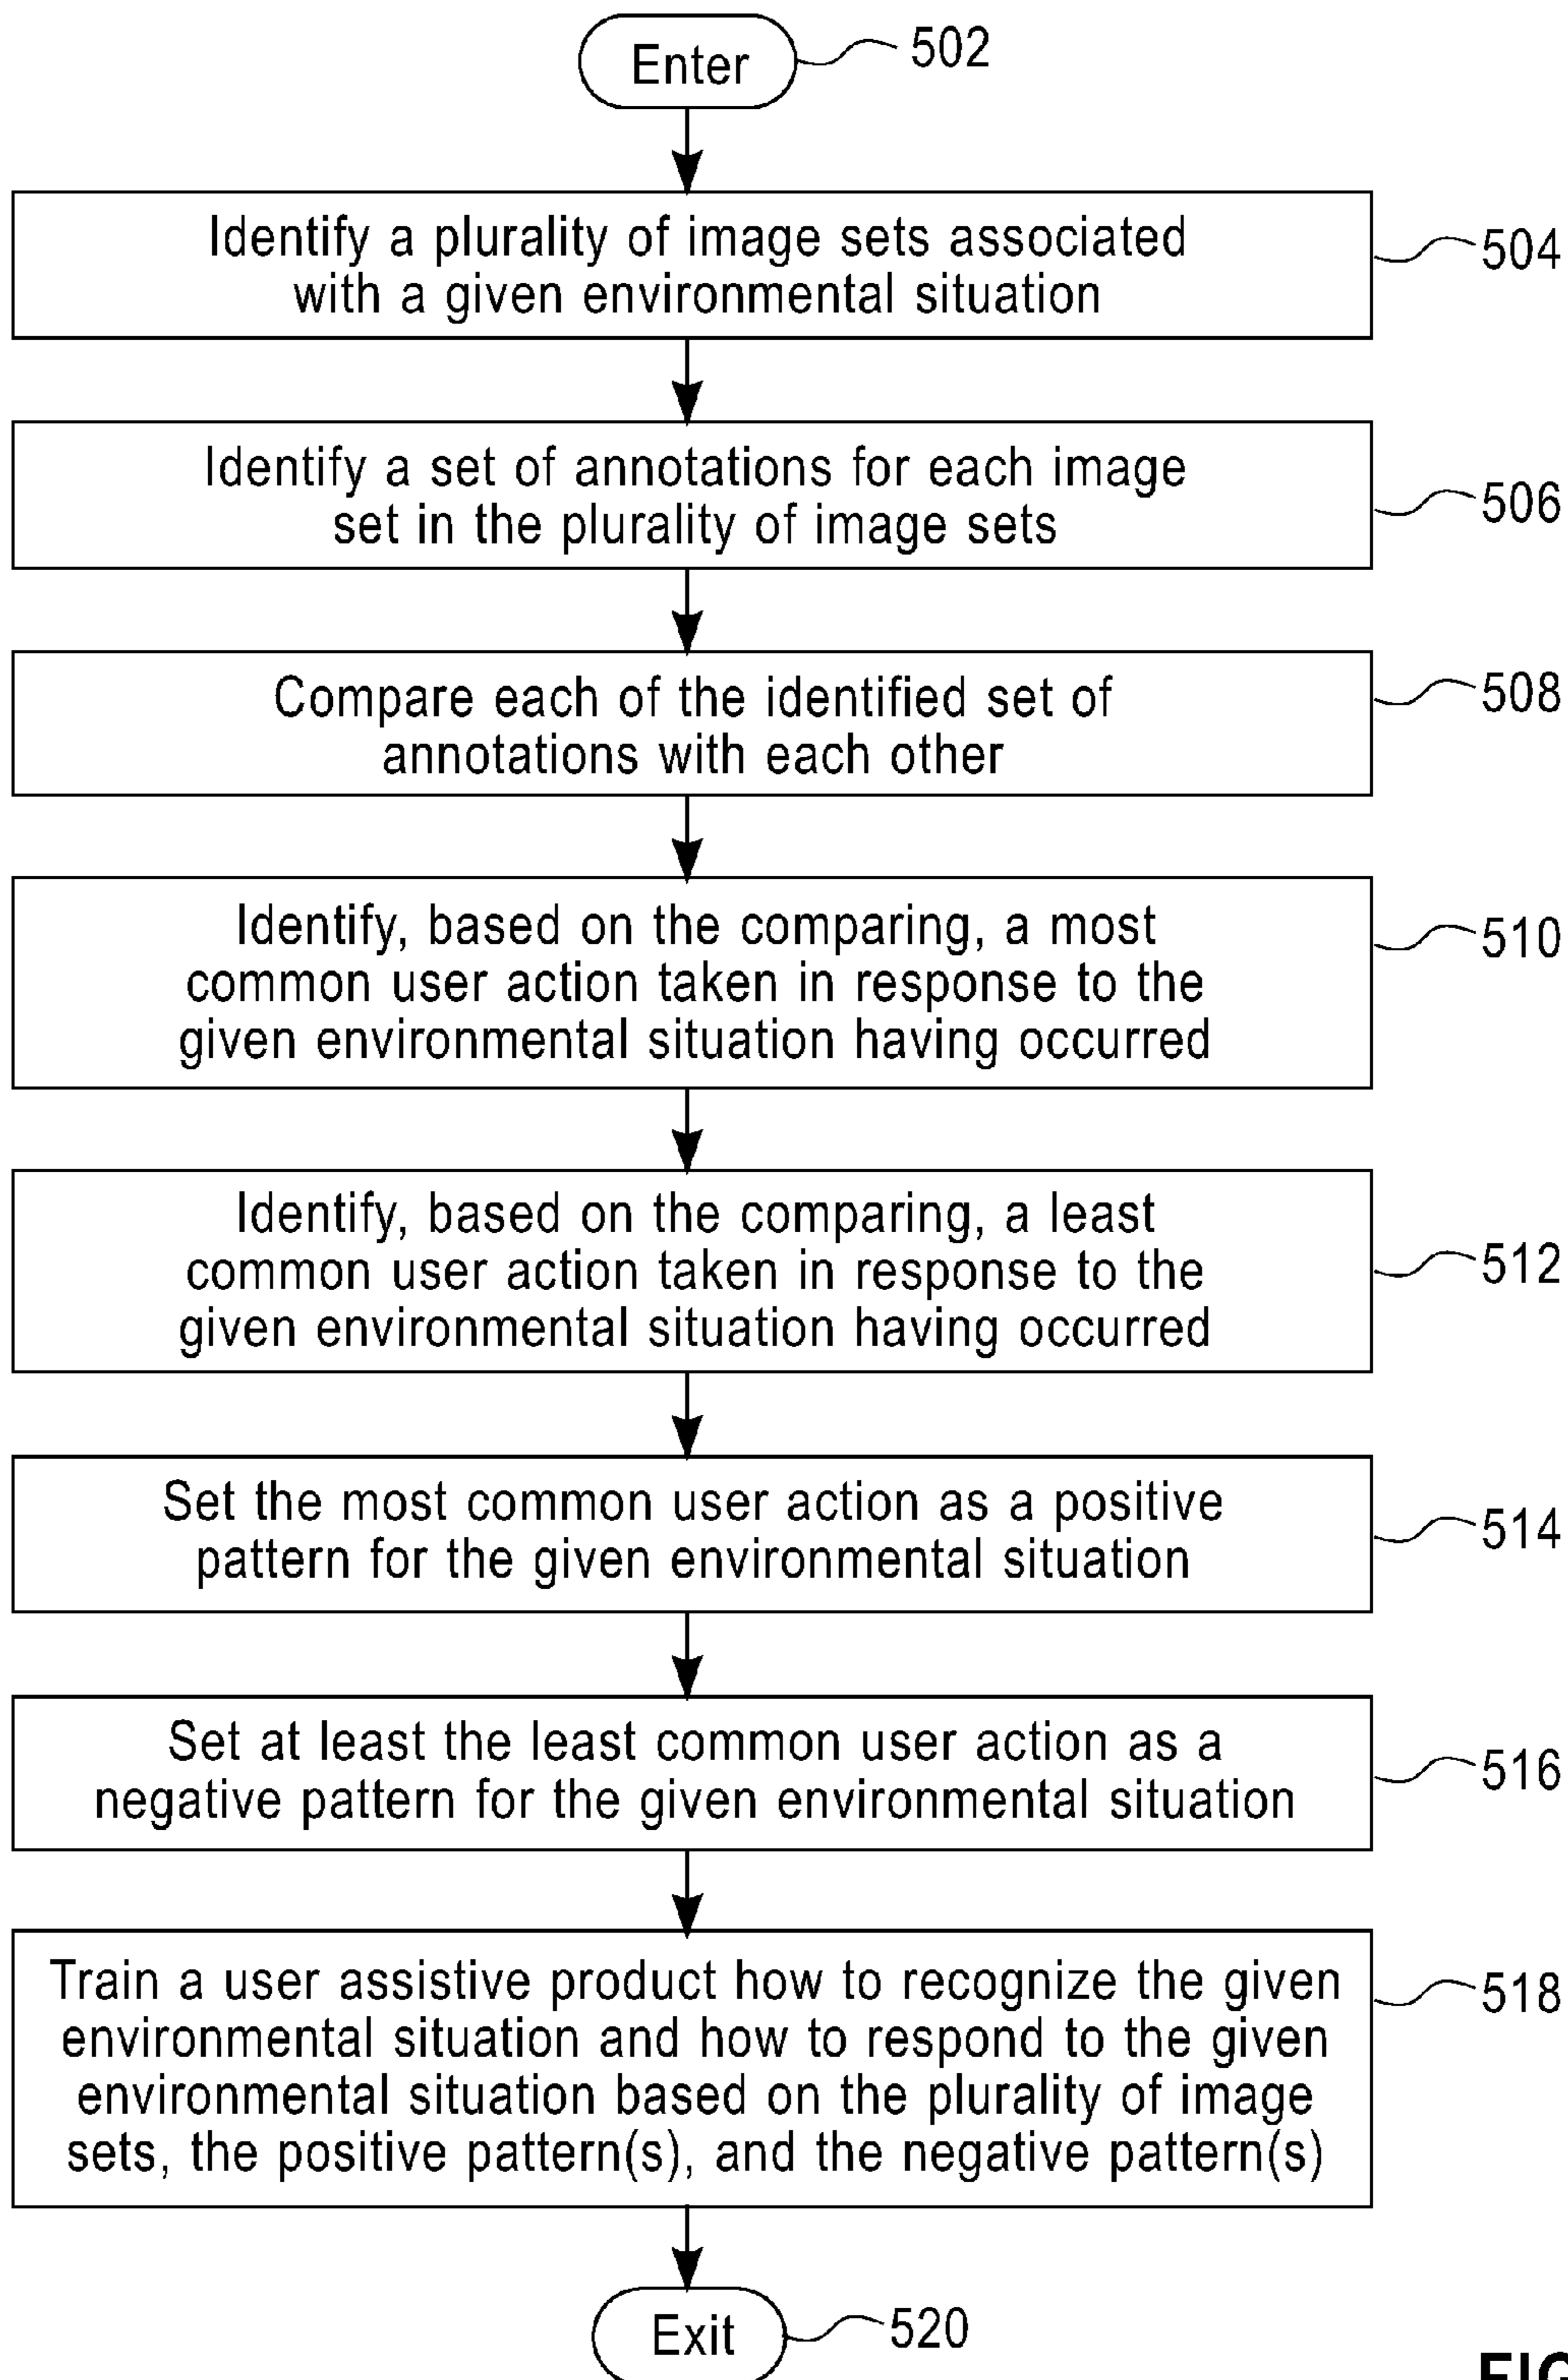 Enter
502
Identify a plurality of image sets associated
with a given environmental situation
504
Identify a set of annotations for each image
set in the plurality of image sets
506
Compare each of the identified set of
annotations with each other
508
Identify, based on the comparing, a most
common user action taken in response to the
given environmental situation having occurred
510
Identify, based on the comparing, a least
common user action taken in response to the
given environmental situation having occurred
512
Set the most common user action as a positive
pattern for the given environmental situation
514
Set at least the least common user action as a
negative pattern for the given environmental situation
516
Train a user assistive product how to recognize the given
environmental situation and how to respond to the given
environmental situation based on the plurality of image
sets, the positive pattern(s), and the negative pattern(s)
518
Exit
520